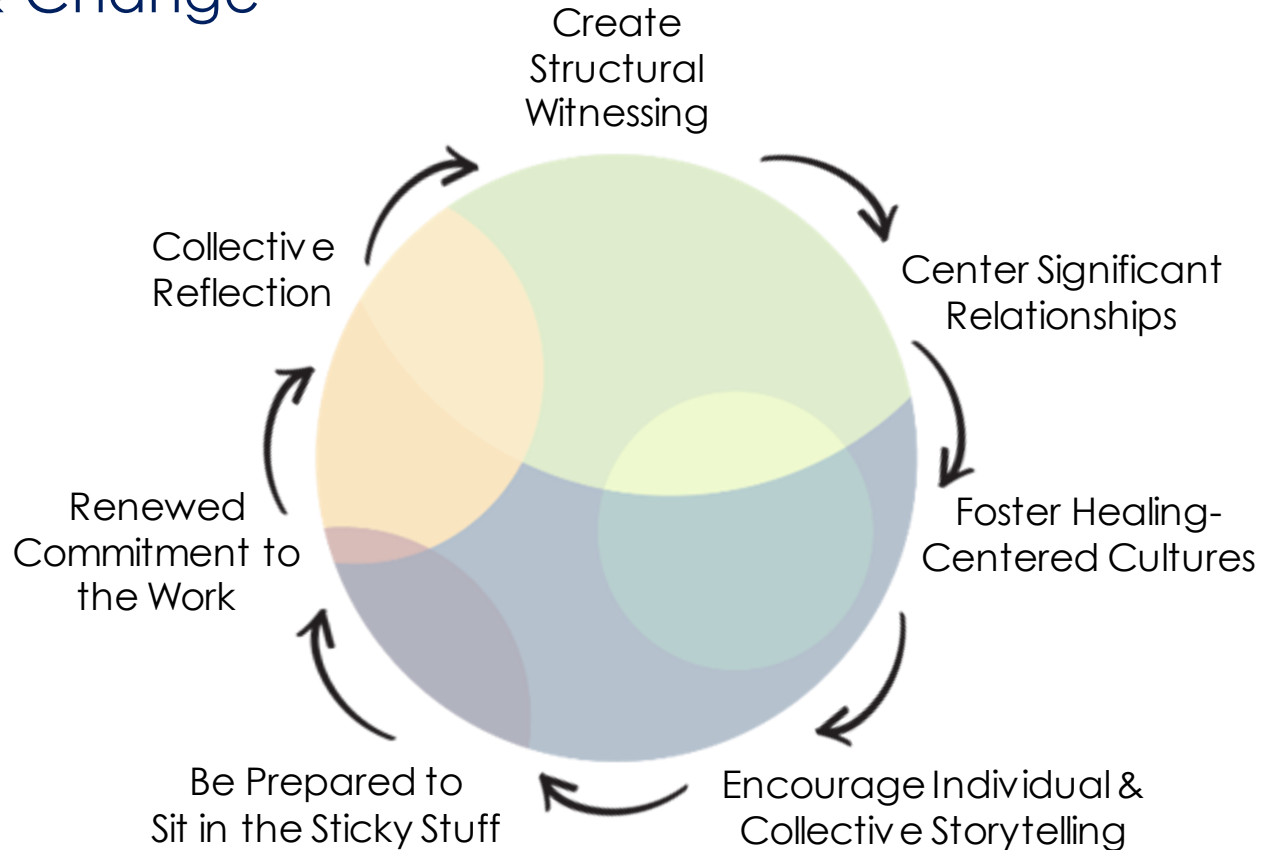 & Change
Create
Structural
Witnessing
Center Significant
Relationships
Foster Healing-
Centered Cultures
Encourage Individual &
Collective Storytelling
Be Prepared to
Sit in the Sticky Stuff
Renewed
Commitment to
the Work
Collective
Reflection